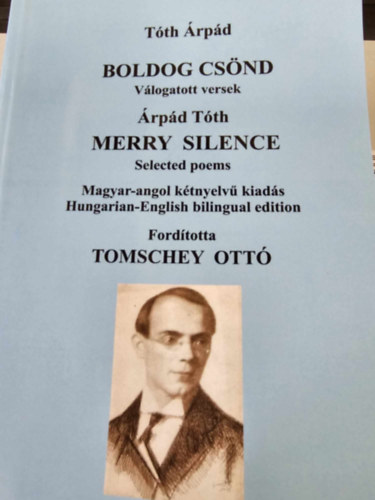 Tóth Árpád
BOLDOG CSÖND
Válogatott versek
Árpád Tóth
MERRY SILENCE
Selected poems
Magyar-angol kétnyelvű kiadás
Hungarian-English bilingual edition
Fordította
TOMSCHEY OTTÓ